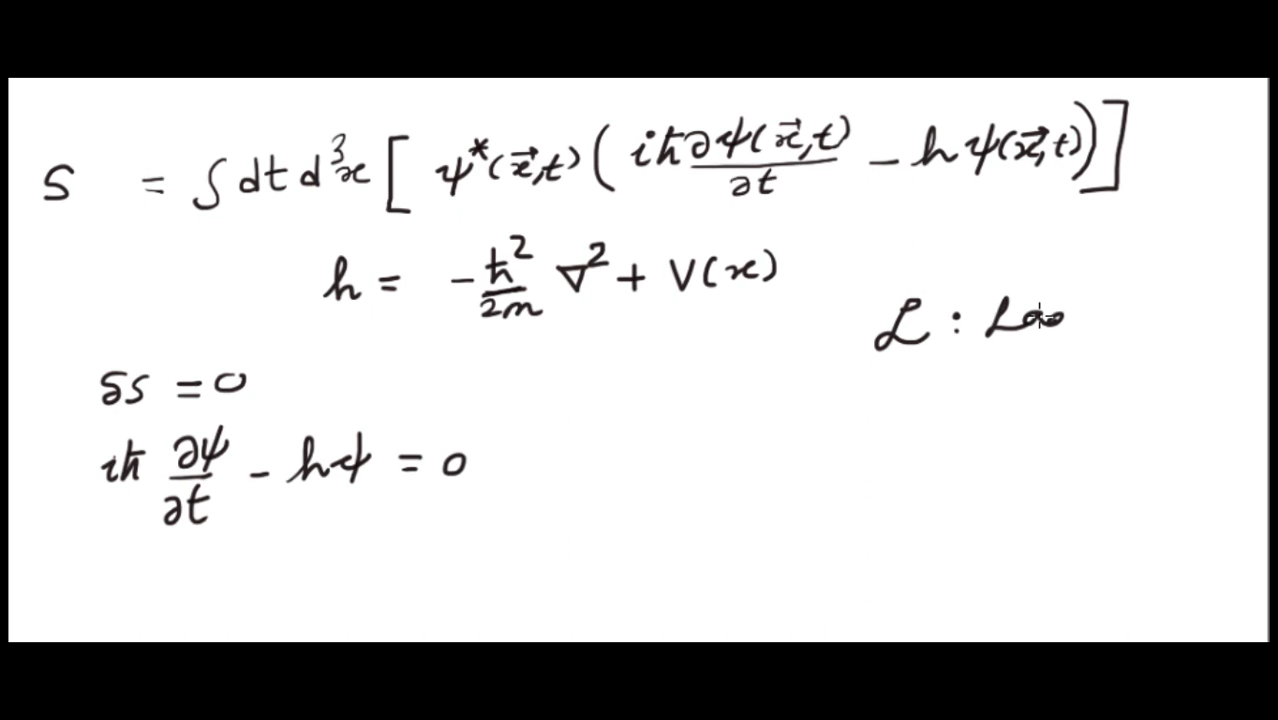 S = ∫ dt d³x [ ψ*(x⃗,t) ( iħ ∂ψ(x⃗,t)/∂t - h ψ(x⃗,t) ) ]
h = -ħ²/2m ∇² + V(x)
ℒ :
δS = 0
iħ ∂ψ/∂t - hψ = 0